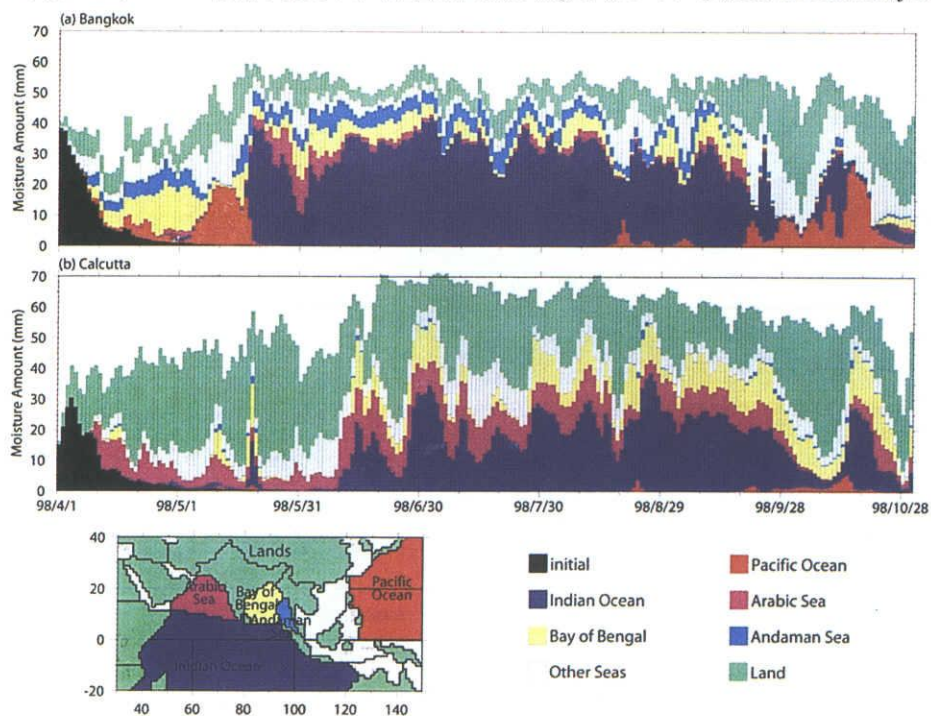 (a) Bangkok
70
60
50
40
30
20
10
0
Moisture Amount (mm)
(b) Calcutta
70
60
50
40
30
20
10
0
Moisture Amount (mm)
98/4/1 98/5/1 98/5/31 98/6/30 98/7/30 98/8/29 98/9/28 98/10/28
40
20
0
-20
40 60 80 100 120 140
Lands
Arabic
Sea
Bay of
Bengal
Andaman
Pacific
Ocean
Indian Ocean
initial
Pacific Ocean
Indian Ocean
Arabic Sea
Bay of Bengal
Andaman Sea
Other Seas
Land